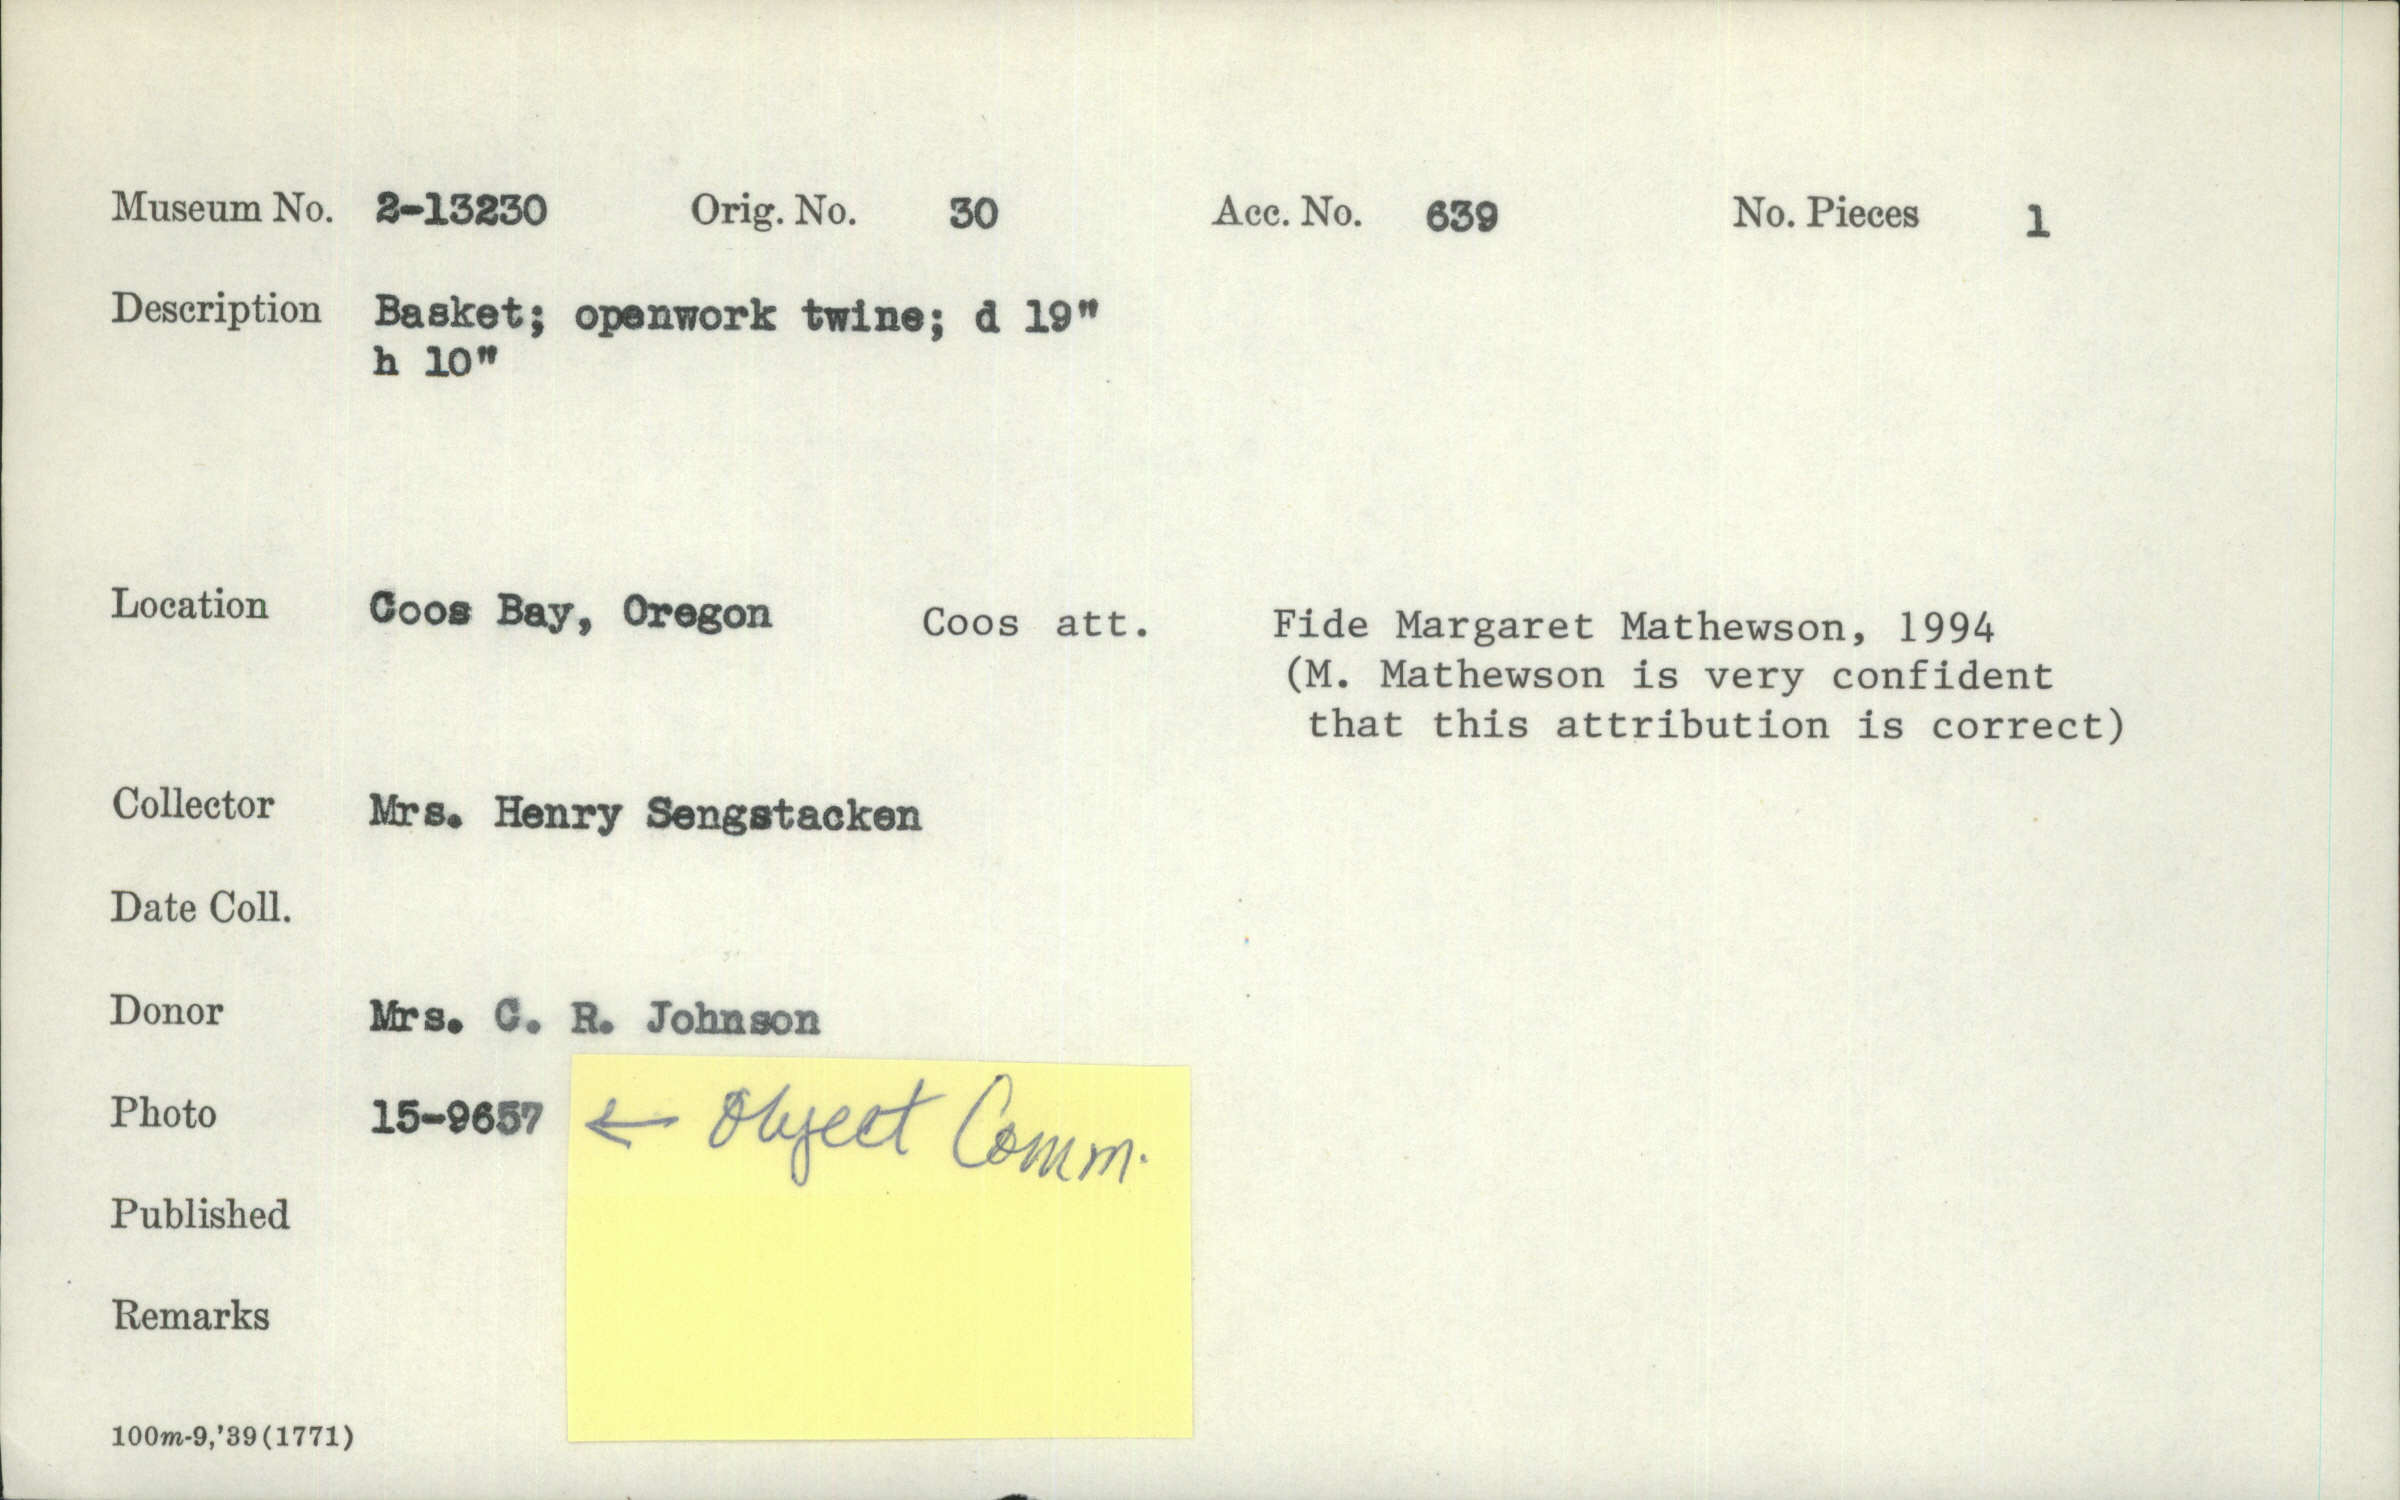 Museum No. 2-13230 Orig. No. 30 Acc. No. 639 No. Pieces 1
Description Basket; openwork twine; d 19"
h 10"
Location Coos Bay, Oregon Coos att. Fide Margaret Mathewson, 1994
(M. Mathewson is very confident
that this attribution is correct)
Collector Mrs. Henry Sengstacken
Date Coll.
Donor Mrs. C. R. Johnson
Photo 15-9657 ← Object Comm.
Published
Remarks
100m-9,'39(1771)